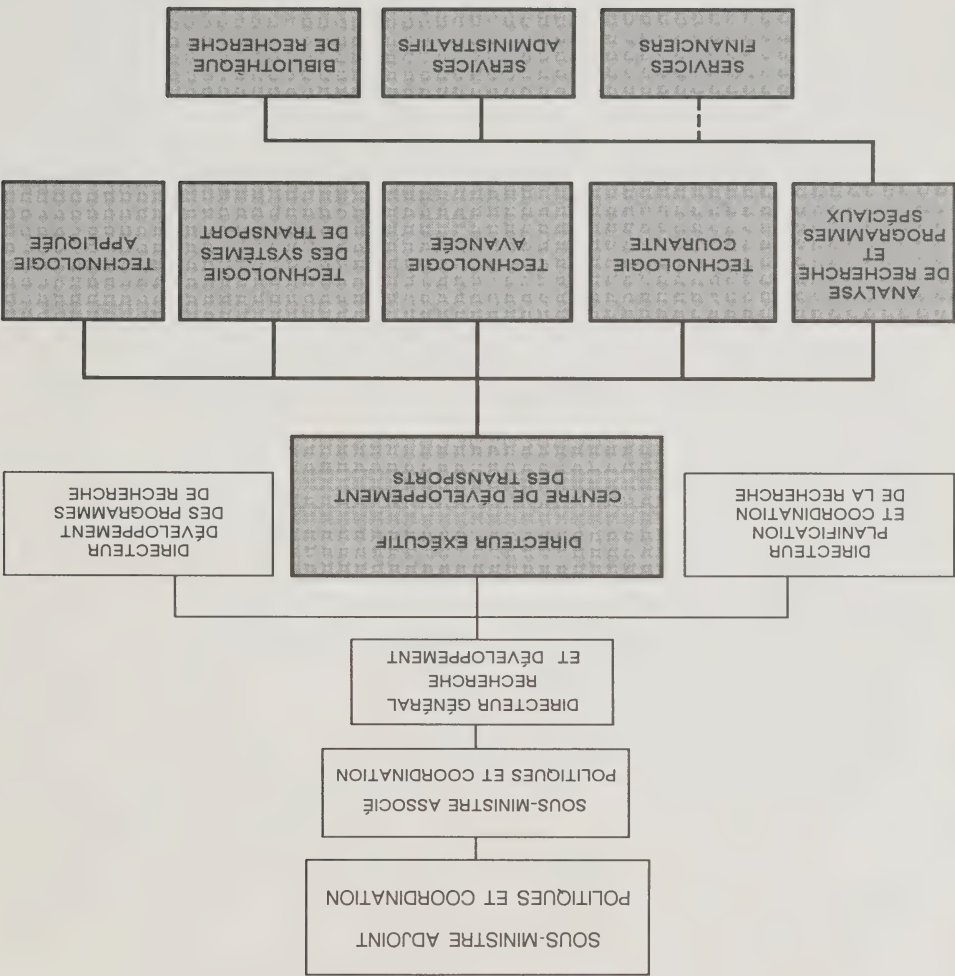 SOUS-MINISTRE ADJOINT
POLITIQUES ET COORDINATION
SOUS-MINISTRE ASSOCIÉ
POLITIQUES ET COORDINATION
DIRECTEUR GÉNÉRAL
RECHERCHE
ET DÉVELOPPEMENT
DIRECTEUR
PLANIFICATION
ET COORDINATION
DE LA RECHERCHE
DIRECTEUR EXÉCUTIF
CENTRE DE DÉVELOPPEMENT
DES TRANSPORTS
DIRECTEUR
DÉVELOPPEMENT
DES PROGRAMMES
DE RECHERCHE
ANALYSE
DE RECHERCHE
ET
PROGRAMMES
SPÉCIAUX
TECHNOLOGIE
COURANTE
TECHNOLOGIE
AVANCÉE
TECHNOLOGIE
DES SYSTÈMES
DE TRANSPORT
TECHNOLOGIE
APPLIQUÉE
SERVICES
FINANCIERS
SERVICES
ADMINISTRATIFS
BIBLIOTHÈQUE
DE RECHERCHE